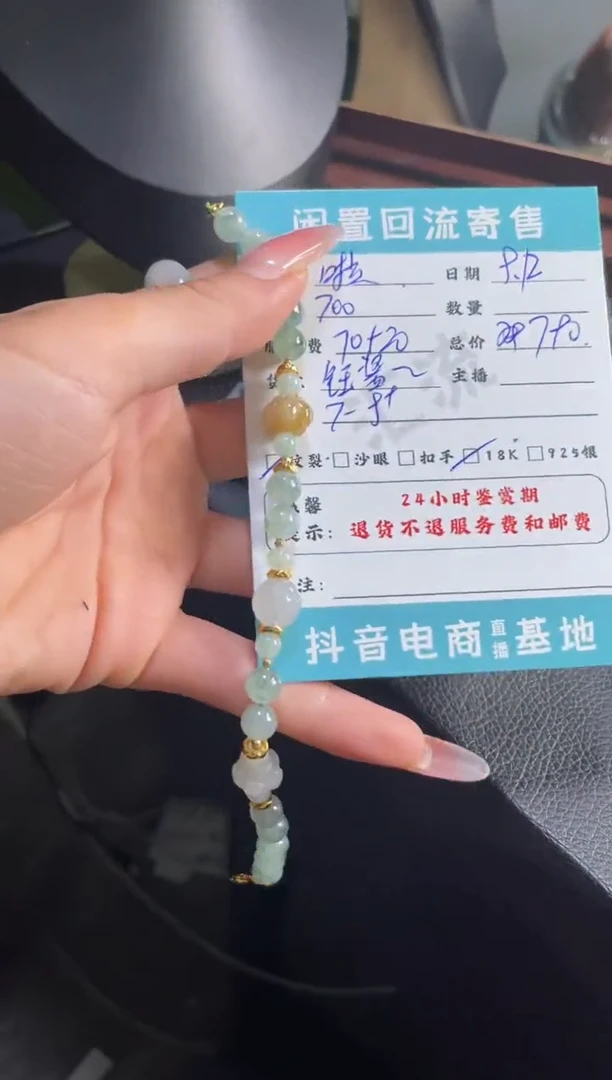 闲置回流寄售
日期
700 数量
费 70+20 总价
主播
纹裂 沙眼 扣手 18K 925银
馨 24小时鉴赏期
示: 退货不退服务费和邮费
注:
抖音电商直播基地